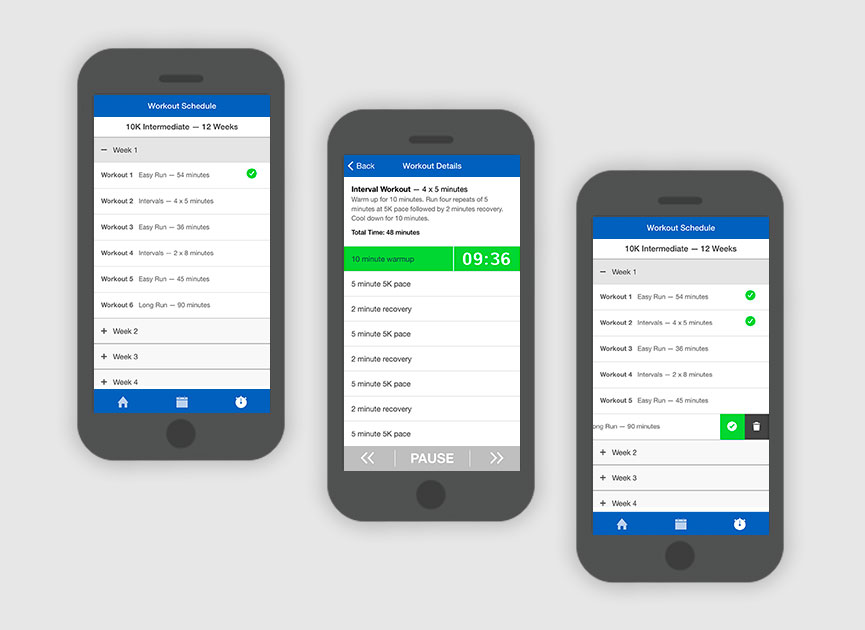 Workout Schedule
10K Intermediate — 12 Weeks
— Week 1
Workout 1 Easy Run — 54 minutes
Workout 2 Intervals — 4 x 5 minutes
Workout 3 Easy Run — 36 minutes
Workout 4 Intervals — 2 x 8 minutes
Workout 5 Easy Run — 45 minutes
Workout 6 Long Run — 90 minutes
+ Week 2
+ Week 3
+ Week 4
Back Workout Details
Interval Workout — 4 x 5 minutes
Warm up for 10 minutes. Run four repeats of 5
minutes at 5K pace followed by 2 minutes recovery.
Cool down for 10 minutes.
Total Time: 48 minutes
10 minute warmup 09:36
5 minute 5K pace
2 minute recovery
5 minute 5K pace
2 minute recovery
5 minute 5K pace
2 minute recovery
5 minute 5K pace
PAUSE
Workout Schedule
10K Intermediate — 12 Weeks
— Week 1
Workout 1 Easy Run — 54 minutes
Workout 2 Intervals — 4 x 5 minutes
Workout 3 Easy Run — 36 minutes
Workout 4 Intervals — 2 x 8 minutes
Workout 5 Easy Run — 45 minutes
ong Run — 90 minutes
+ Week 2
+ Week 3
+ Week 4